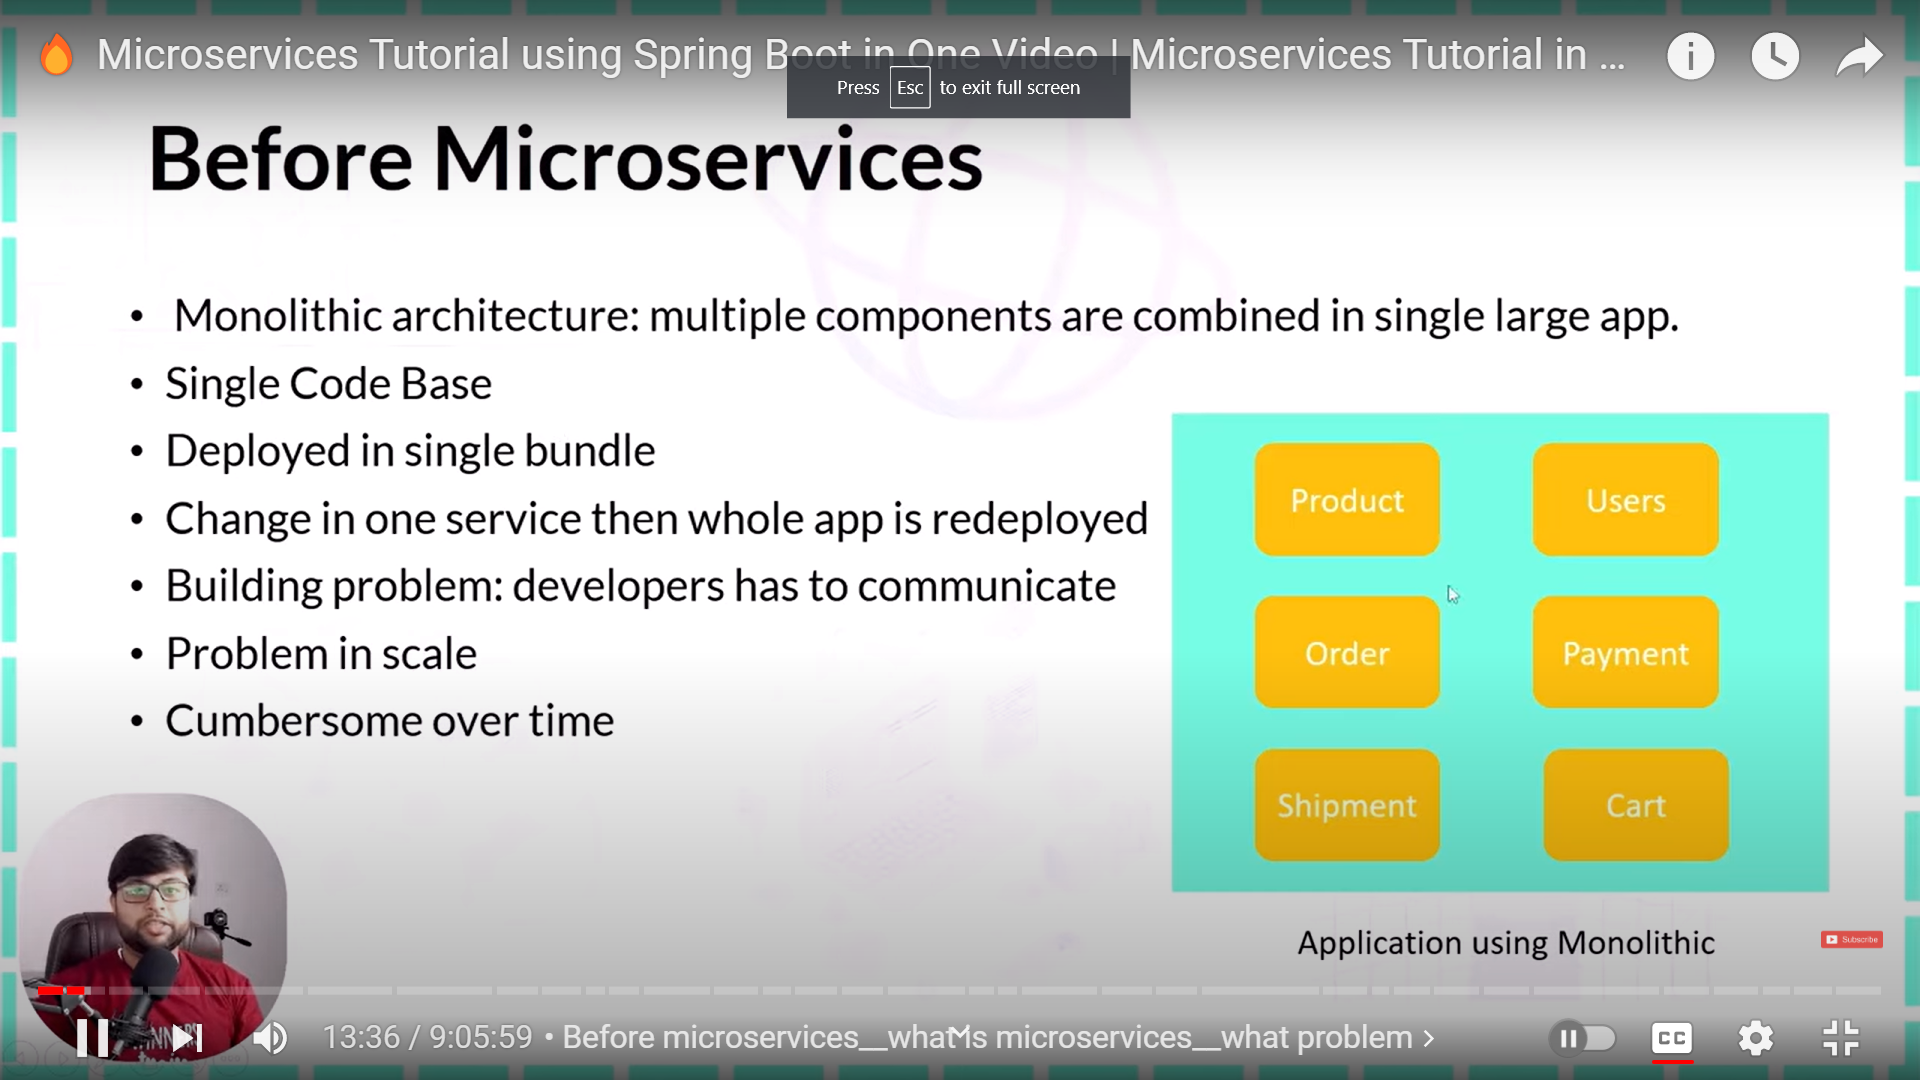 Microservices Tutorial using Spring Boot in One Video | Microservices Tutorial in ...
Press Esc to exit full screen
Before Microservices
• Monolithic architecture: multiple components are combined in single large app.
• Single Code Base
• Deployed in single bundle
• Change in one service then whole app is redeployed
• Building problem: developers has to communicate
• Problem in scale
• Cumbersome over time
Product
Users
Order
Payment
Shipment
Cart
Application using Monolithic
Subscribe
13:36 / 9:05:59 • Before microservices__what is microservices__what problem >
CC